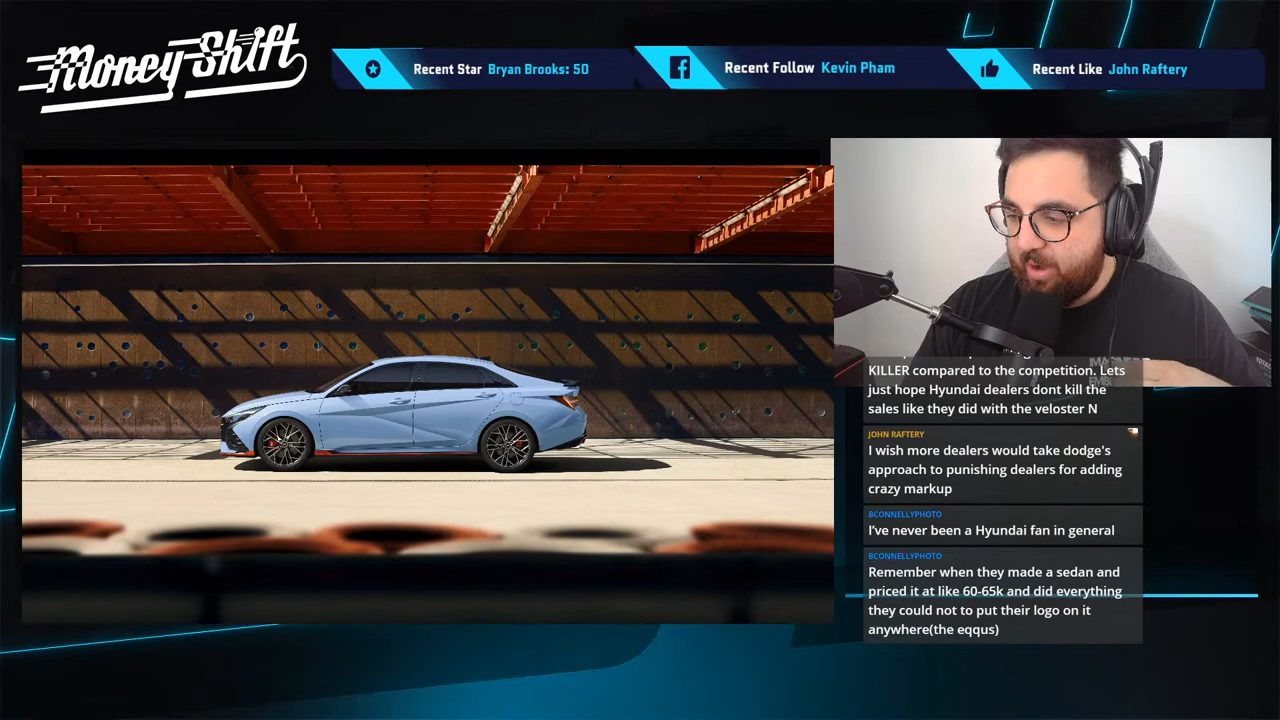 Money Shift
Recent Star Bryan Brooks: 50
Recent Follow Kevin Pham
Recent Like John Raftery
KILLER compared to the competition. Lets
just hope Hyundai dealers dont kill the
sales like they did with the veloster N
JOHN RAFTERY
I wish more dealers would take dodge's
approach to punishing dealers for adding
crazy markup
BCONNELLYPHOTO
I've never been a Hyundai fan in general
BCONNELLYPHOTO
Remember when they made a sedan and
priced it at like 60-65k and did everything
they could not to put their logo on it
anywhere(the eqqus)